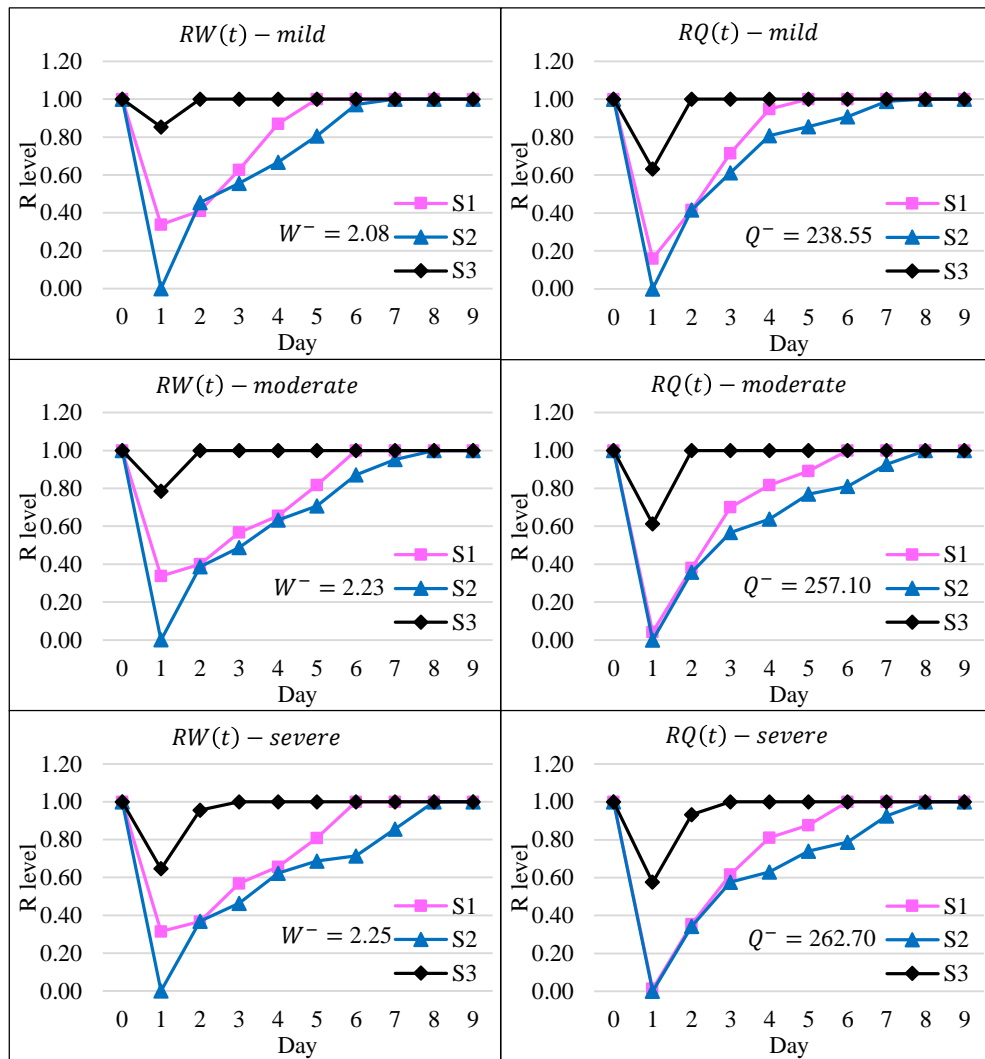 RW(t) − mild
1.20
1.00
0.80
0.60
0.40
0.20
0.00
R level
0 1 2 3 4 5 6 7 8 9
Day
W⁻ = 2.08
S1
S2
S3
RQ(t) − mild
1.20
1.00
0.80
0.60
0.40
0.20
0.00
R level
0 1 2 3 4 5 6 7 8 9
Day
Q⁻ = 238.55
S1
S2
S3
RW(t) − moderate
1.20
1.00
0.80
0.60
0.40
0.20
0.00
R level
0 1 2 3 4 5 6 7 8 9
Day
W⁻ = 2.23
S1
S2
S3
RQ(t) − moderate
1.20
1.00
0.80
0.60
0.40
0.20
0.00
R level
0 1 2 3 4 5 6 7 8 9
Day
Q⁻ = 257.10
S1
S2
S3
RW(t) − severe
1.20
1.00
0.80
0.60
0.40
0.20
0.00
R level
0 1 2 3 4 5 6 7 8 9
Day
W⁻ = 2.25
S1
S2
S3
RQ(t) − severe
1.20
1.00
0.80
0.60
0.40
0.20
0.00
R level
0 1 2 3 4 5 6 7 8 9
Day
Q⁻ = 262.70
S1
S2
S3